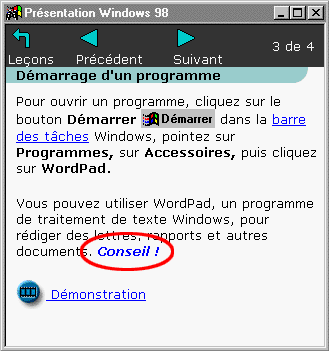 Présentation Windows 98
Leçons Précédent Suivant 3 de 4
Démarrage d'un programme
Pour ouvrir un programme, cliquez sur le
bouton Démarrer Démarrer dans la barre
des tâches Windows, pointez sur
Programmes, sur Accessoires, puis cliquez
sur WordPad.
Vous pouvez utiliser WordPad, un programme
de traitement de texte Windows, pour
rédiger des lettres, rapports et autres
documents. Conseil !
Démonstration